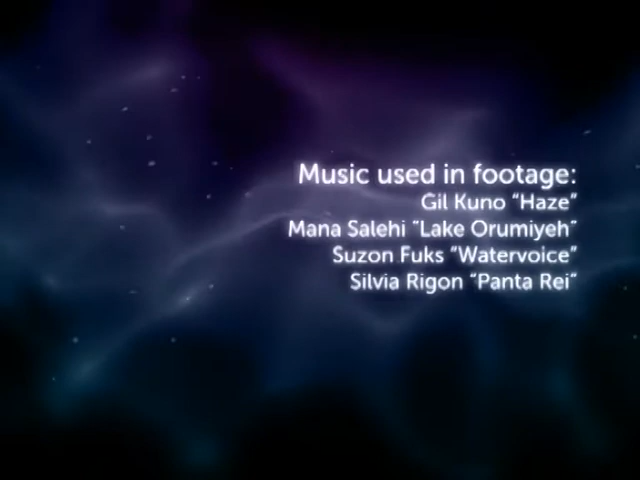 Music used in footage:
Gil Kuno “Haze”
Mana Salehi “Lake Orumiyeh”
Suzon Fuks “Watervoice”
Silvia Rigon “Panta Rei”